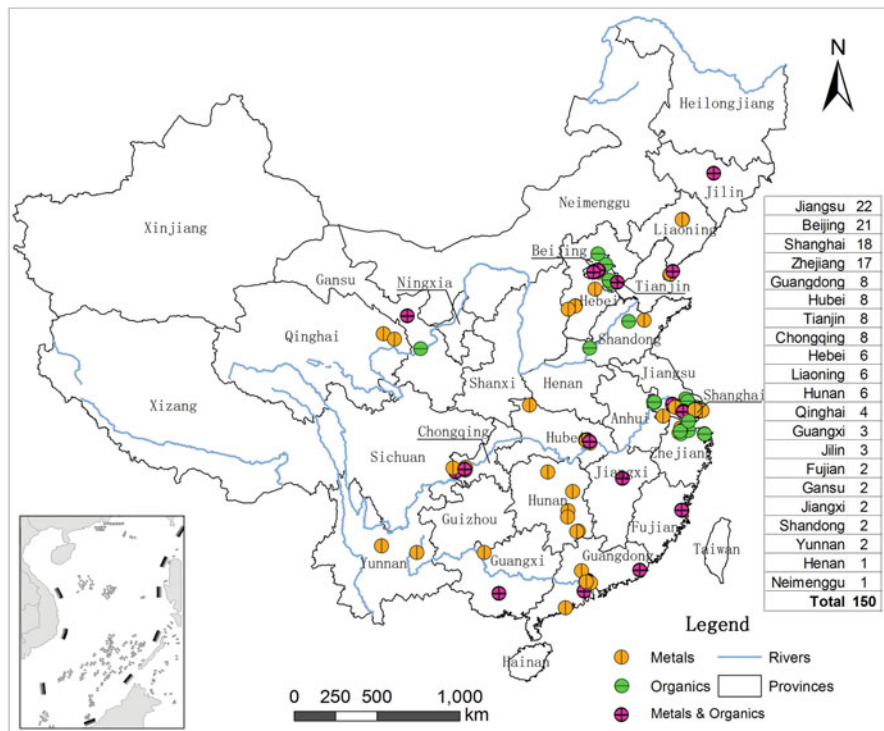 N
Heilongjiang
Jilin
Neimenggu
Liaoning
Xinjiang
Beijing
Gansu
Ningxia
Tianjin
Hebei
Qinghai
Shandong
Jiangsu
Shanxi
Henan
Shanghai
Xizang
Anhui
Chongqing
Hubei
Zhejiang
Sichuan
Jiangxi
Hunan
Guizhou
Fujian
Taiwan
Yunnan
Guangxi
Guangdong
Hainan
Jiangsu 22
Beijing 21
Shanghai 18
Zhejiang 17
Guangdong 8
Hubei 8
Tianjin 8
Chongqing 8
Hebei 6
Liaoning 6
Hunan 6
Qinghai 4
Guangxi 3
Jilin 3
Fujian 2
Gansu 2
Jiangxi 2
Shandong 2
Yunnan 2
Henan 1
Neimenggu 1
Total 150
Legend
Metals Rivers
Organics Provinces
Metals & Organics
0 250 500 1,000
km